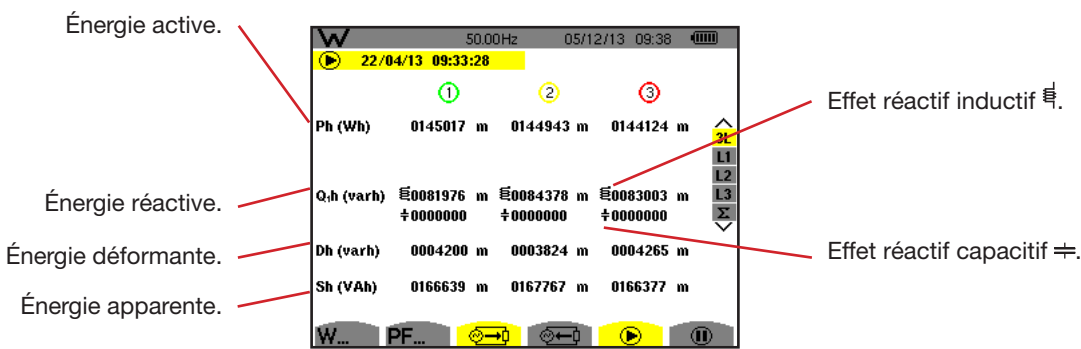 Énergie active.
W 50.00Hz 05/12/13 09:38
22/04/13 09:33:28
1 2 3
Effet réactif inductif.
Ph (Wh) 0145017 m 0144943 m 0144124 m
3L
L1
L2
L3
Σ
Énergie réactive.
Q₁h (varh) 0081976 m 0084378 m 0083003 m
0000000 0000000 0000000
Énergie déformante.
Dh (varh) 0004200 m 0003824 m 0004265 m
Effet réactif capacitif.
Énergie apparente.
Sh (VAh) 0166639 m 0167767 m 0166377 m
W... PF...